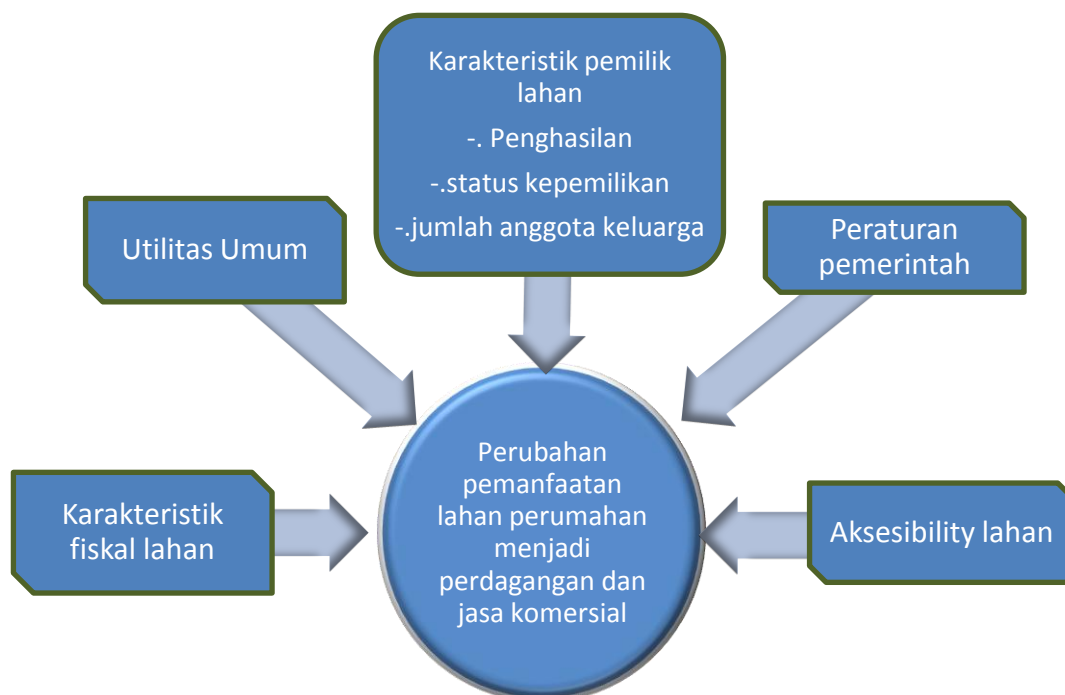 Karakteristik pemilik
lahan
-. Penghasilan
-.status kepemilikan
-.jumlah anggota keluarga
Utilitas Umum
Peraturan
pemerintah
Karakteristik
fiskal lahan
Perubahan
pemanfaatan
lahan perumahan
menjadi
perdagangan dan
jasa komersial
Aksesibility lahan